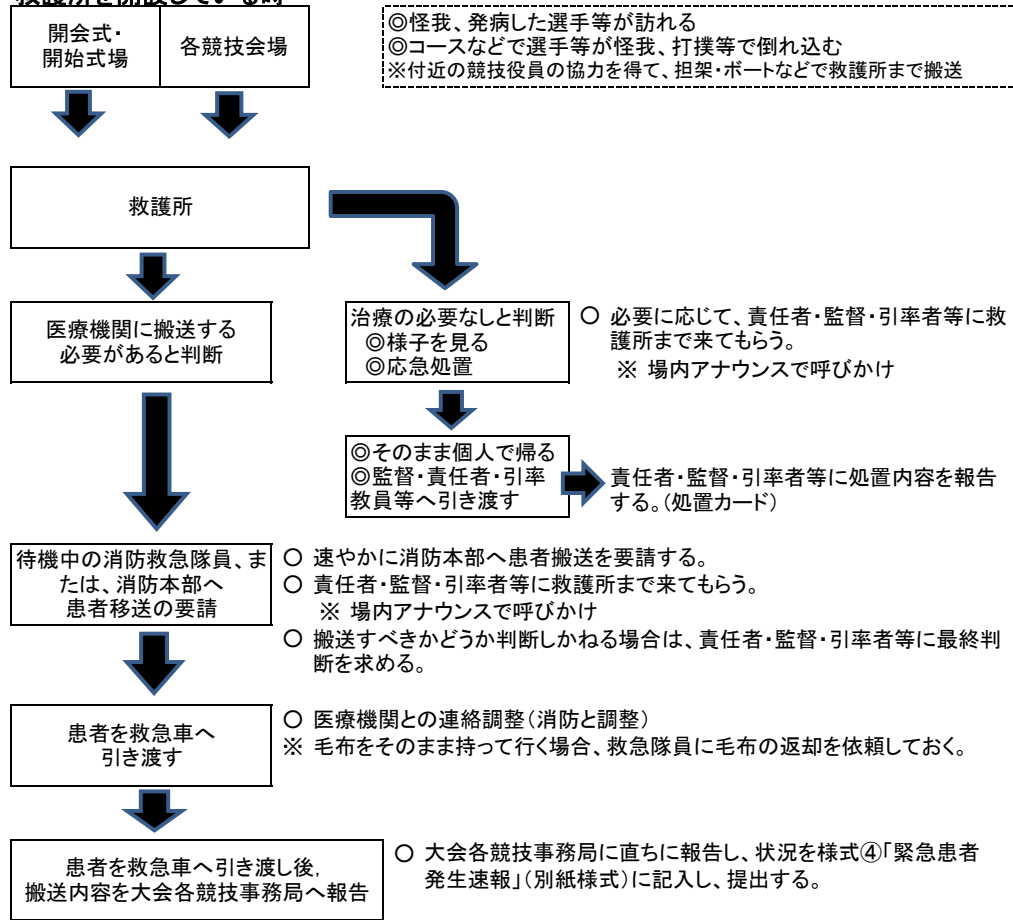 救護所を開設している時
開会式・
開始式場
各競技会場
◎怪我、発病した選手等が訪れる
◎コースなどで選手等が怪我、打撲等で倒れ込む
※付近の競技役員の協力を得て、担架・ボートなどで救護所まで搬送
救護所
医療機関に搬送する
必要があると判断
治療の必要なしと判断
◎様子を見る
◎応急処置
〇 必要に応じて、責任者・監督・引率者等に救
護所まで来てもらう。
※ 場内アナウンスで呼びかけ
◎そのまま個人で帰る
◎監督・責任者・引率
教員等へ引き渡す
責任者・監督・引率者等に処置内容を報告
する。(処置カード)
待機中の消防救急隊員、ま
たは、消防本部へ
患者移送の要請
〇 速やかに消防本部へ患者搬送を要請する。
〇 責任者・監督・引率者等に救護所まで来てもらう。
※ 場内アナウンスで呼びかけ
〇 搬送すべきかどうか判断しかねる場合は、責任者・監督・引率者等に最終判
断を求める。
患者を救急車へ
引き渡す
〇 医療機関との連絡調整(消防と調整)
※ 毛布をそのまま持って行く場合、救急隊員に毛布の返却を依頼しておく。
患者を救急車へ引き渡し後,
搬送内容を大会各競技事務局へ報告
〇 大会各競技事務局に直ちに報告し、状況を様式④「緊急患者
発生速報」(別紙様式)に記入し、提出する。